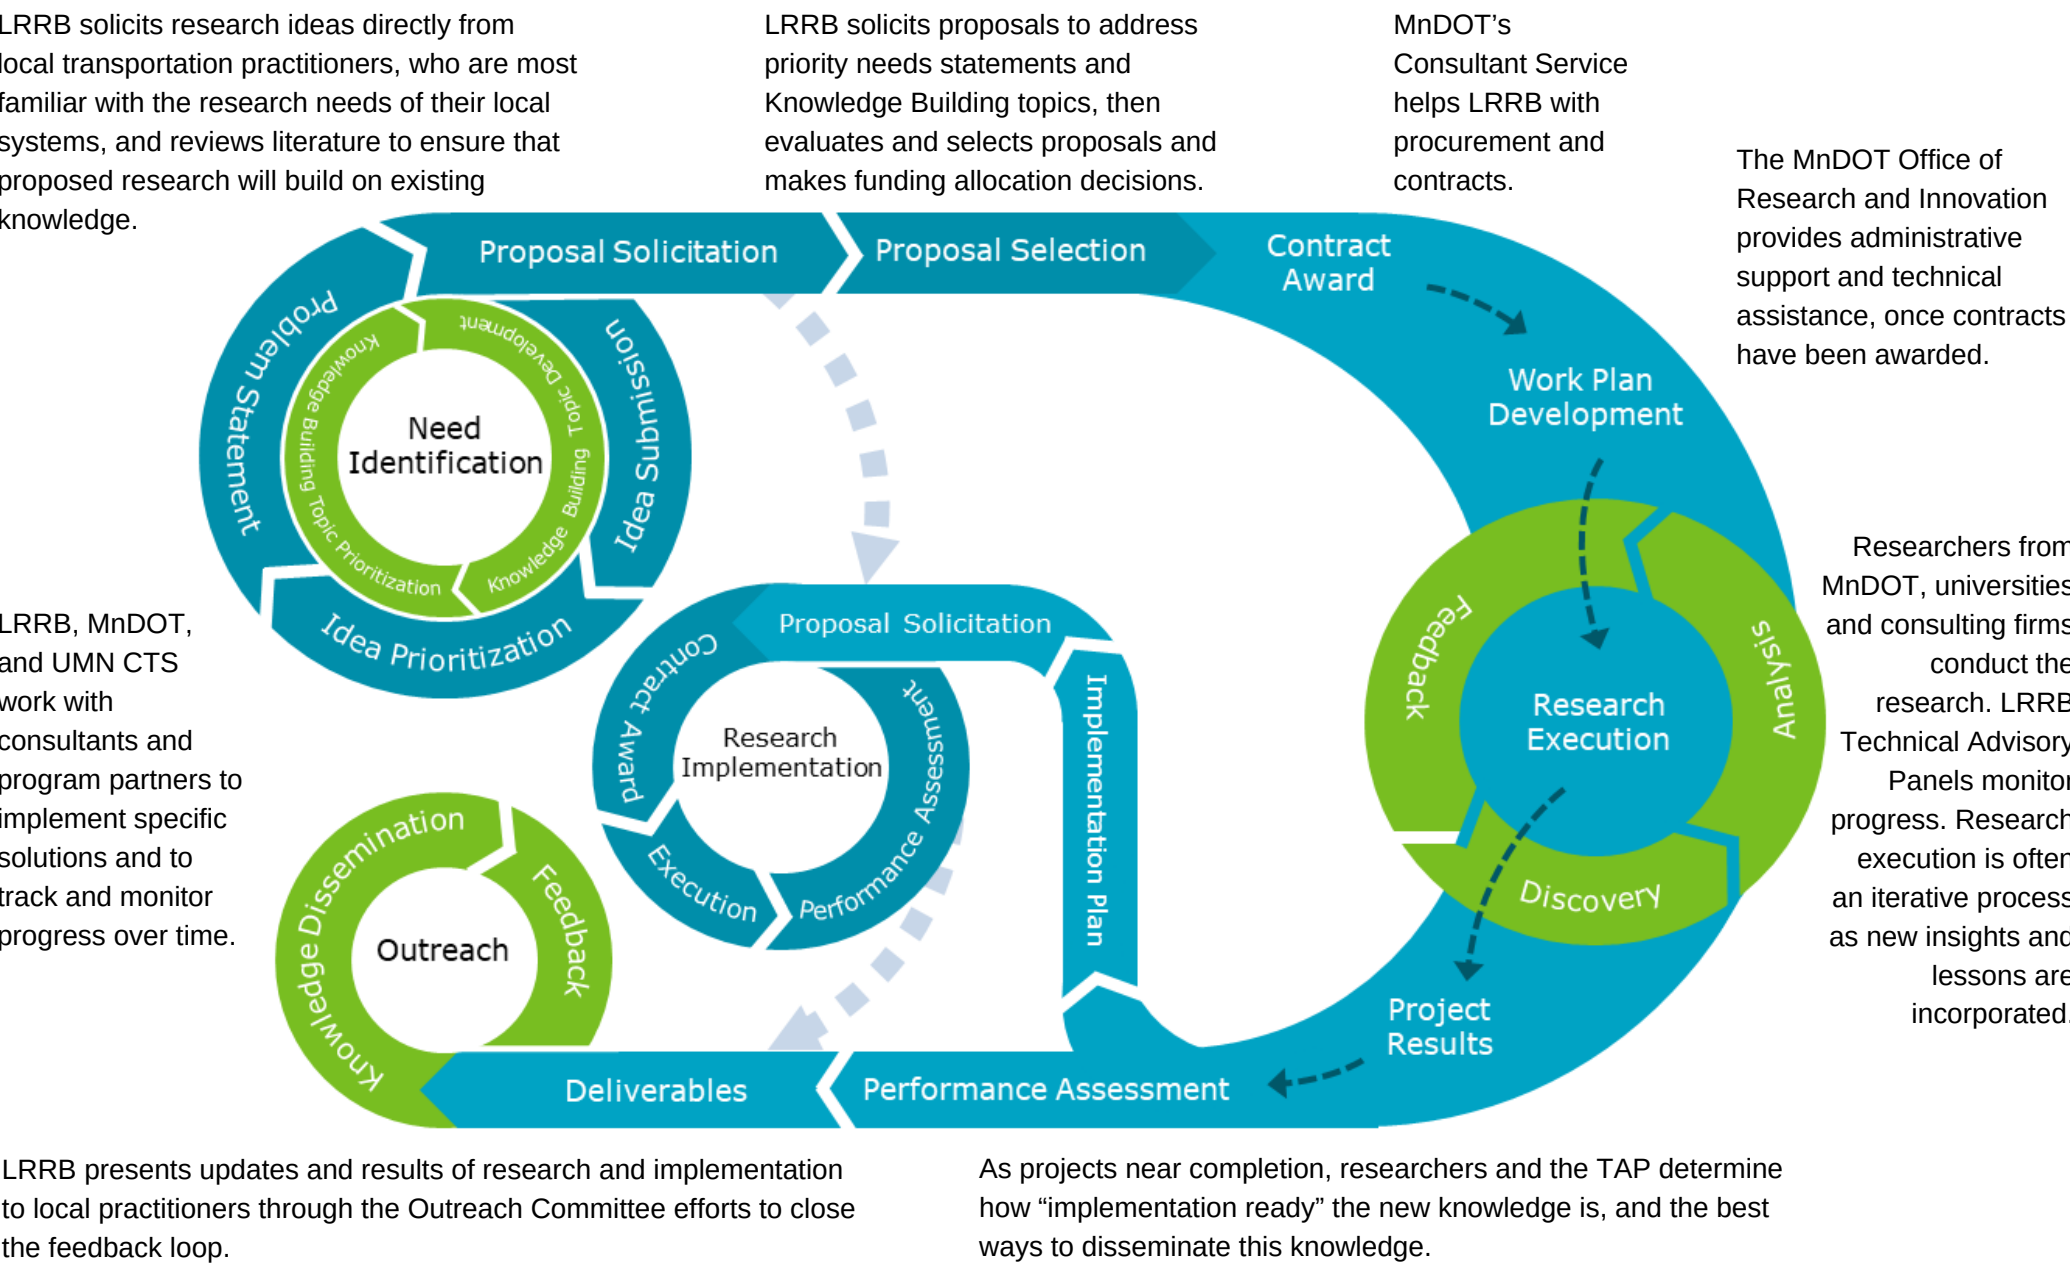 LRRB solicits research ideas directly from
local transportation practitioners, who are most
familiar with the research needs of their local
systems, and reviews literature to ensure that
proposed research will build on existing
knowledge.
LRRB solicits proposals to address
priority needs statements and
Knowledge Building topics, then
evaluates and selects proposals and
makes funding allocation decisions.
MnDOT’s
Consultant Service
helps LRRB with
procurement and
contracts.
The MnDOT Office of
Research and Innovation
provides administrative
support and technical
assistance, once contracts
have been awarded.
Proposal Solicitation
Proposal Selection
Contract
Award
Work Plan
Development
Problem Statement
Idea Submission
Idea Prioritization
Knowledge Building Topic Development
Knowledge Building Topic Prioritization
Need
Identification
Feedback
Analysis
Discovery
Research
Execution
Researchers from
MnDOT, universities
and consulting firms
conduct the
research. LRRB
Technical Advisory
Panels monitor
progress. Research
execution is often
an iterative process
as new insights and
lessons are
incorporated.
LRRB, MnDOT,
and UMN CTS
work with
consultants and
program partners to
implement specific
solutions and to
track and monitor
progress over time.
Proposal Solicitation
Contract Award
Execution
Performance Assessment
Research
Implementation
Implementation Plan
Knowledge Dissemination
Feedback
Outreach
Project
Results
Deliverables
Performance Assessment
LRRB presents updates and results of research and implementation
to local practitioners through the Outreach Committee efforts to close
the feedback loop.
As projects near completion, researchers and the TAP determine
how “implementation ready” the new knowledge is, and the best
ways to disseminate this knowledge.